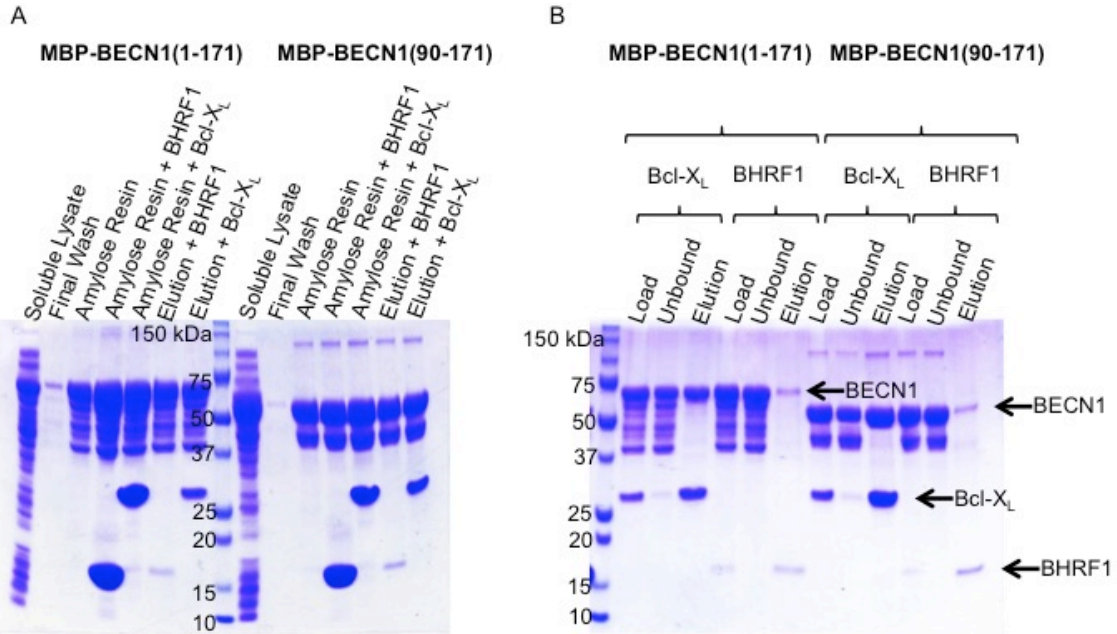 A
MBP-BECN1(1-171)
MBP-BECN1(90-171)
Soluble Lysate
Final Wash
Amylose Resin
Amylose Resin + BHRF1
Amylose Resin + Bcl-XL
Elution + BHRF1
Elution + Bcl-XL
Soluble Lysate
Final Wash
Amylose Resin
Amylose Resin + BHRF1
Amylose Resin + Bcl-XL
Elution + BHRF1
Elution + Bcl-XL
150 kDa
75
50
37
25
20
15
10
B
MBP-BECN1(1-171)
MBP-BECN1(90-171)
Bcl-XL
BHRF1
Bcl-XL
BHRF1
Load
Unbound
Elution
Load
Unbound
Elution
Load
Unbound
Elution
Load
Unbound
Elution
150 kDa
75
50
37
25
20
15
10
BECN1
BECN1
Bcl-XL
BHRF1